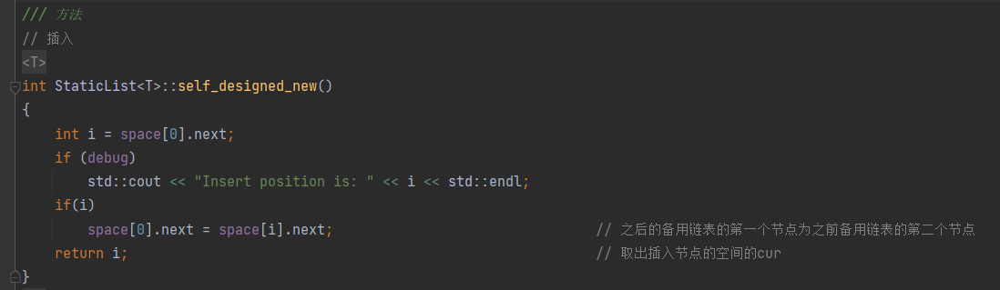 /// 方法
// 插入
<T>
int StaticList<T>::self_designed_new()
{
int i = space[0].next;
if (debug)
std::cout << "Insert position is: " << i << std::endl;
if(i)
space[0].next = space[i].next; // 之后的备用链表的第一个节点为之前备用链表的第二个节点
return i; // 取出插入节点的空间的cur
}